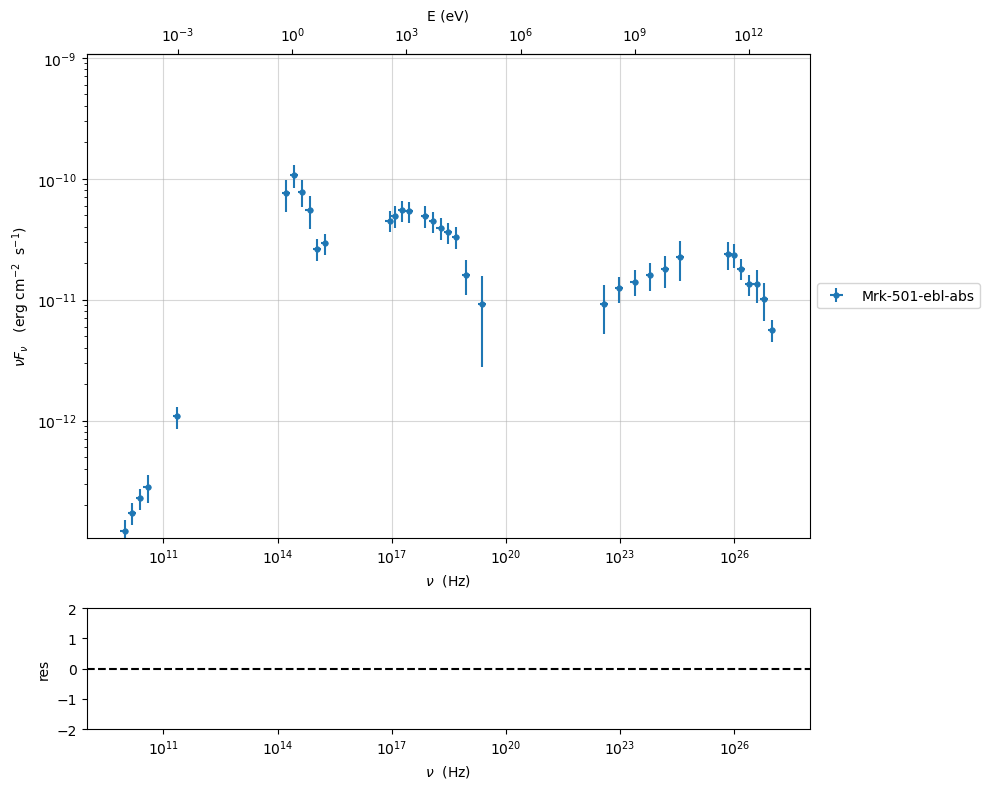 E (eV)
10⁻³ 10⁰ 10³ 10⁶ 10⁹ 10¹²
10⁻⁹
10⁻¹⁰
10⁻¹¹
10⁻¹²
νFν (erg cm⁻² s⁻¹)
Mrk-501-ebl-abs
10¹¹ 10¹⁴ 10¹⁷ 10²⁰ 10²³ 10²⁶
ν (Hz)
2
1
0
−1
−2
res
10¹¹ 10¹⁴ 10¹⁷ 10²⁰ 10²³ 10²⁶
ν (Hz)